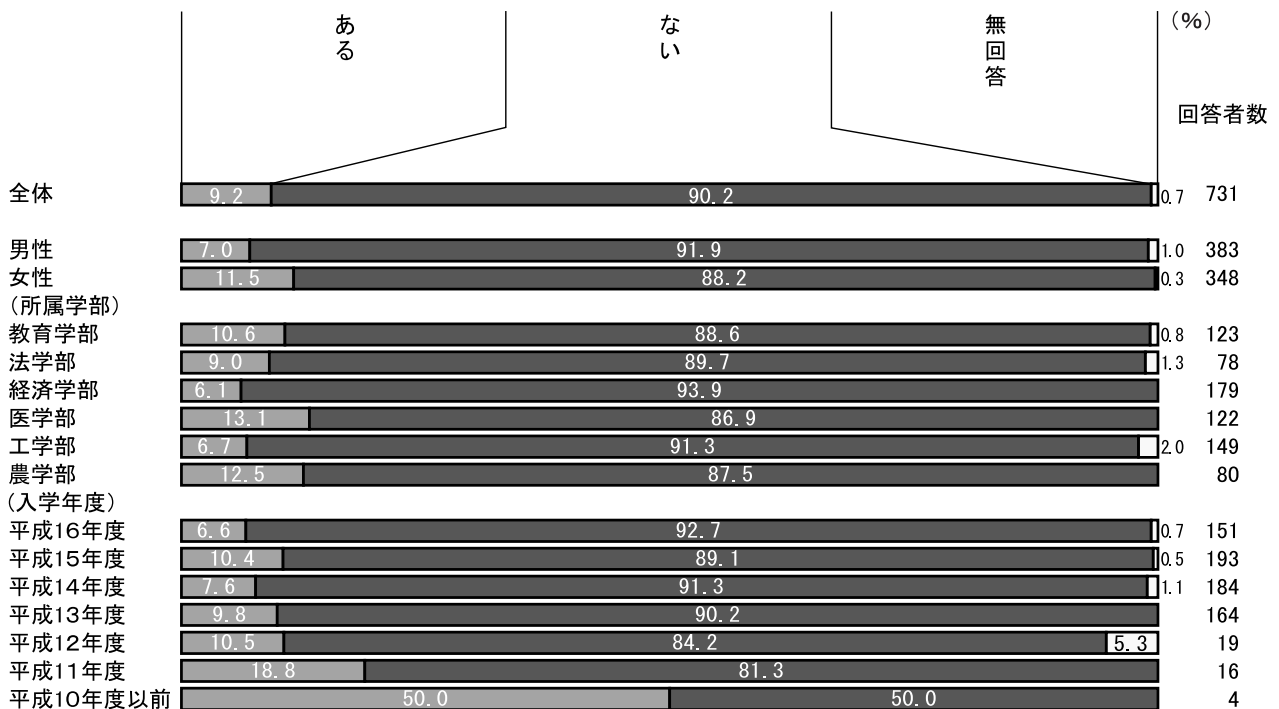 ある ない 無回答 (%)
回答者数
全体 9.2 90.2 0.7 731
男性 7.0 91.9 1.0 383
女性 11.5 88.2 0.3 348
(所属学部)
教育学部 10.6 88.6 0.8 123
法学部 9.0 89.7 1.3 78
経済学部 6.1 93.9 179
医学部 13.1 86.9 122
工学部 6.7 91.3 2.0 149
農学部 12.5 87.5 80
(入学年度)
平成16年度 6.6 92.7 0.7 151
平成15年度 10.4 89.1 0.5 193
平成14年度 7.6 91.3 1.1 184
平成13年度 9.8 90.2 164
平成12年度 10.5 84.2 5.3 19
平成11年度 18.8 81.3 16
平成10年度以前 50.0 50.0 4